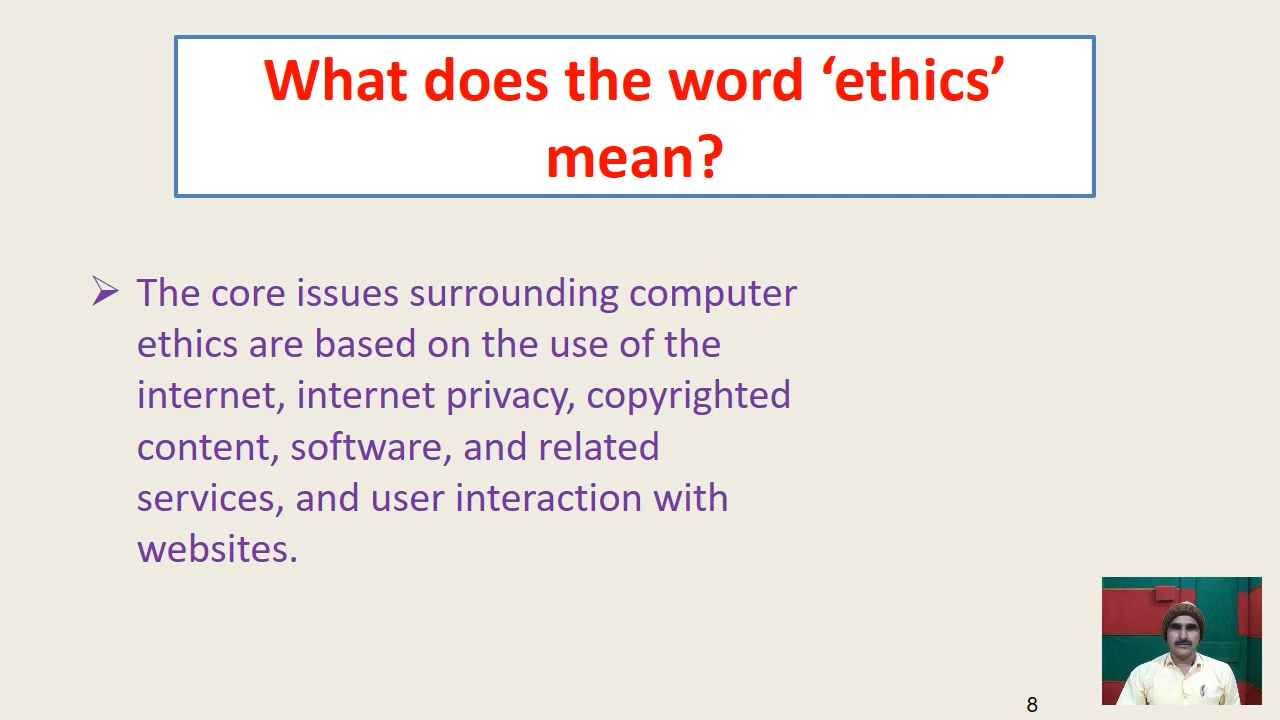 What does the word ‘ethics’
mean?
The core issues surrounding computer
ethics are based on the use of the
internet, internet privacy, copyrighted
content, software, and related
services, and user interaction with
websites.
8